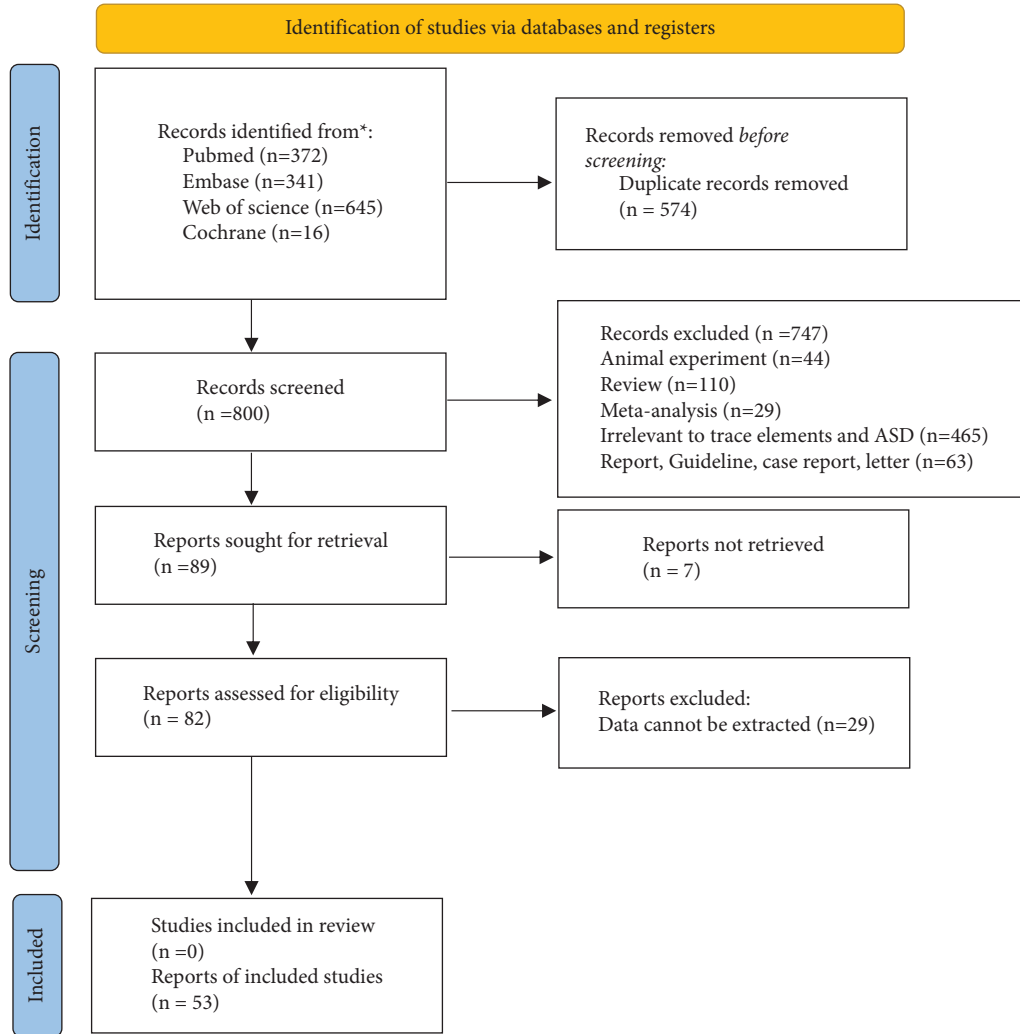 Identification of studies via databases and registers
Identification
Records identified from*:
Pubmed (n=372)
Embase (n=341)
Web of science (n=645)
Cochrane (n=16)
Records removed before
screening:
Duplicate records removed
(n = 574)
Screening
Records screened
(n =800)
Records excluded (n =747)
Animal experiment (n=44)
Review (n=110)
Meta-analysis (n=29)
Irrelevant to trace elements and ASD (n=465)
Report, Guideline, case report, letter (n=63)
Reports sought for retrieval
(n =89)
Reports not retrieved
(n = 7)
Reports assessed for eligibility
(n = 82)
Reports excluded:
Data cannot be extracted (n=29)
Included
Studies included in review
(n =0)
Reports of included studies
(n = 53)